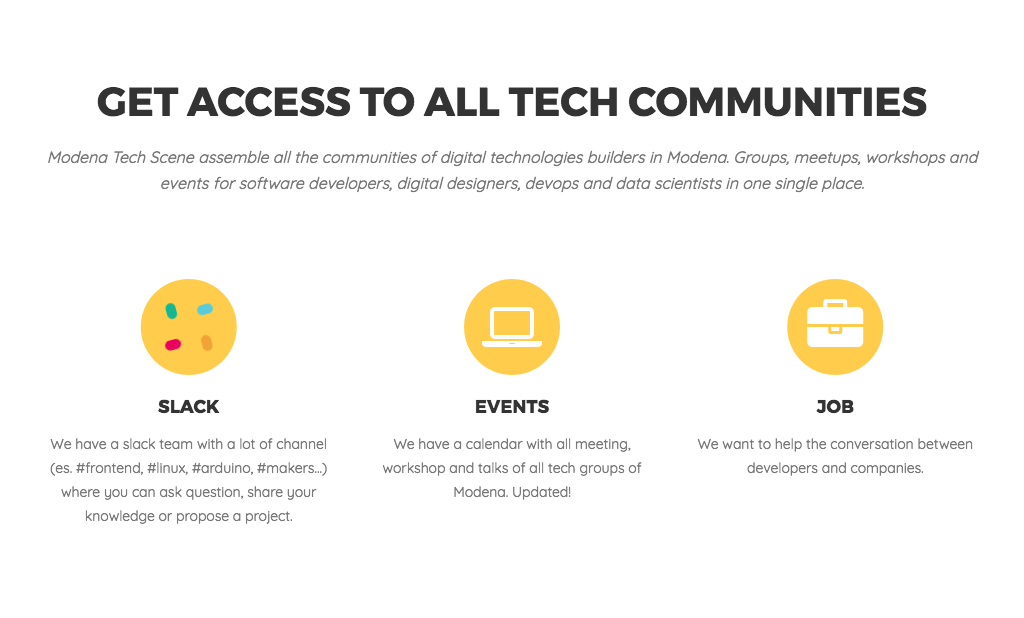 GET ACCESS TO ALL TECH COMMUNITIES
Modena Tech Scene assemble all the communities of digital technologies builders in Modena. Groups, meetups, workshops and
events for software developers, digital designers, devops and data scientists in one single place.
SLACK
We have a slack team with a lot of channel
(es. #frontend, #linux, #arduino, #makers...)
where you can ask question, share your
knowledge or propose a project.
EVENTS
We have a calendar with all meeting,
workshop and talks of all tech groups of
Modena. Updated!
JOB
We want to help the conversation between
developers and companies.